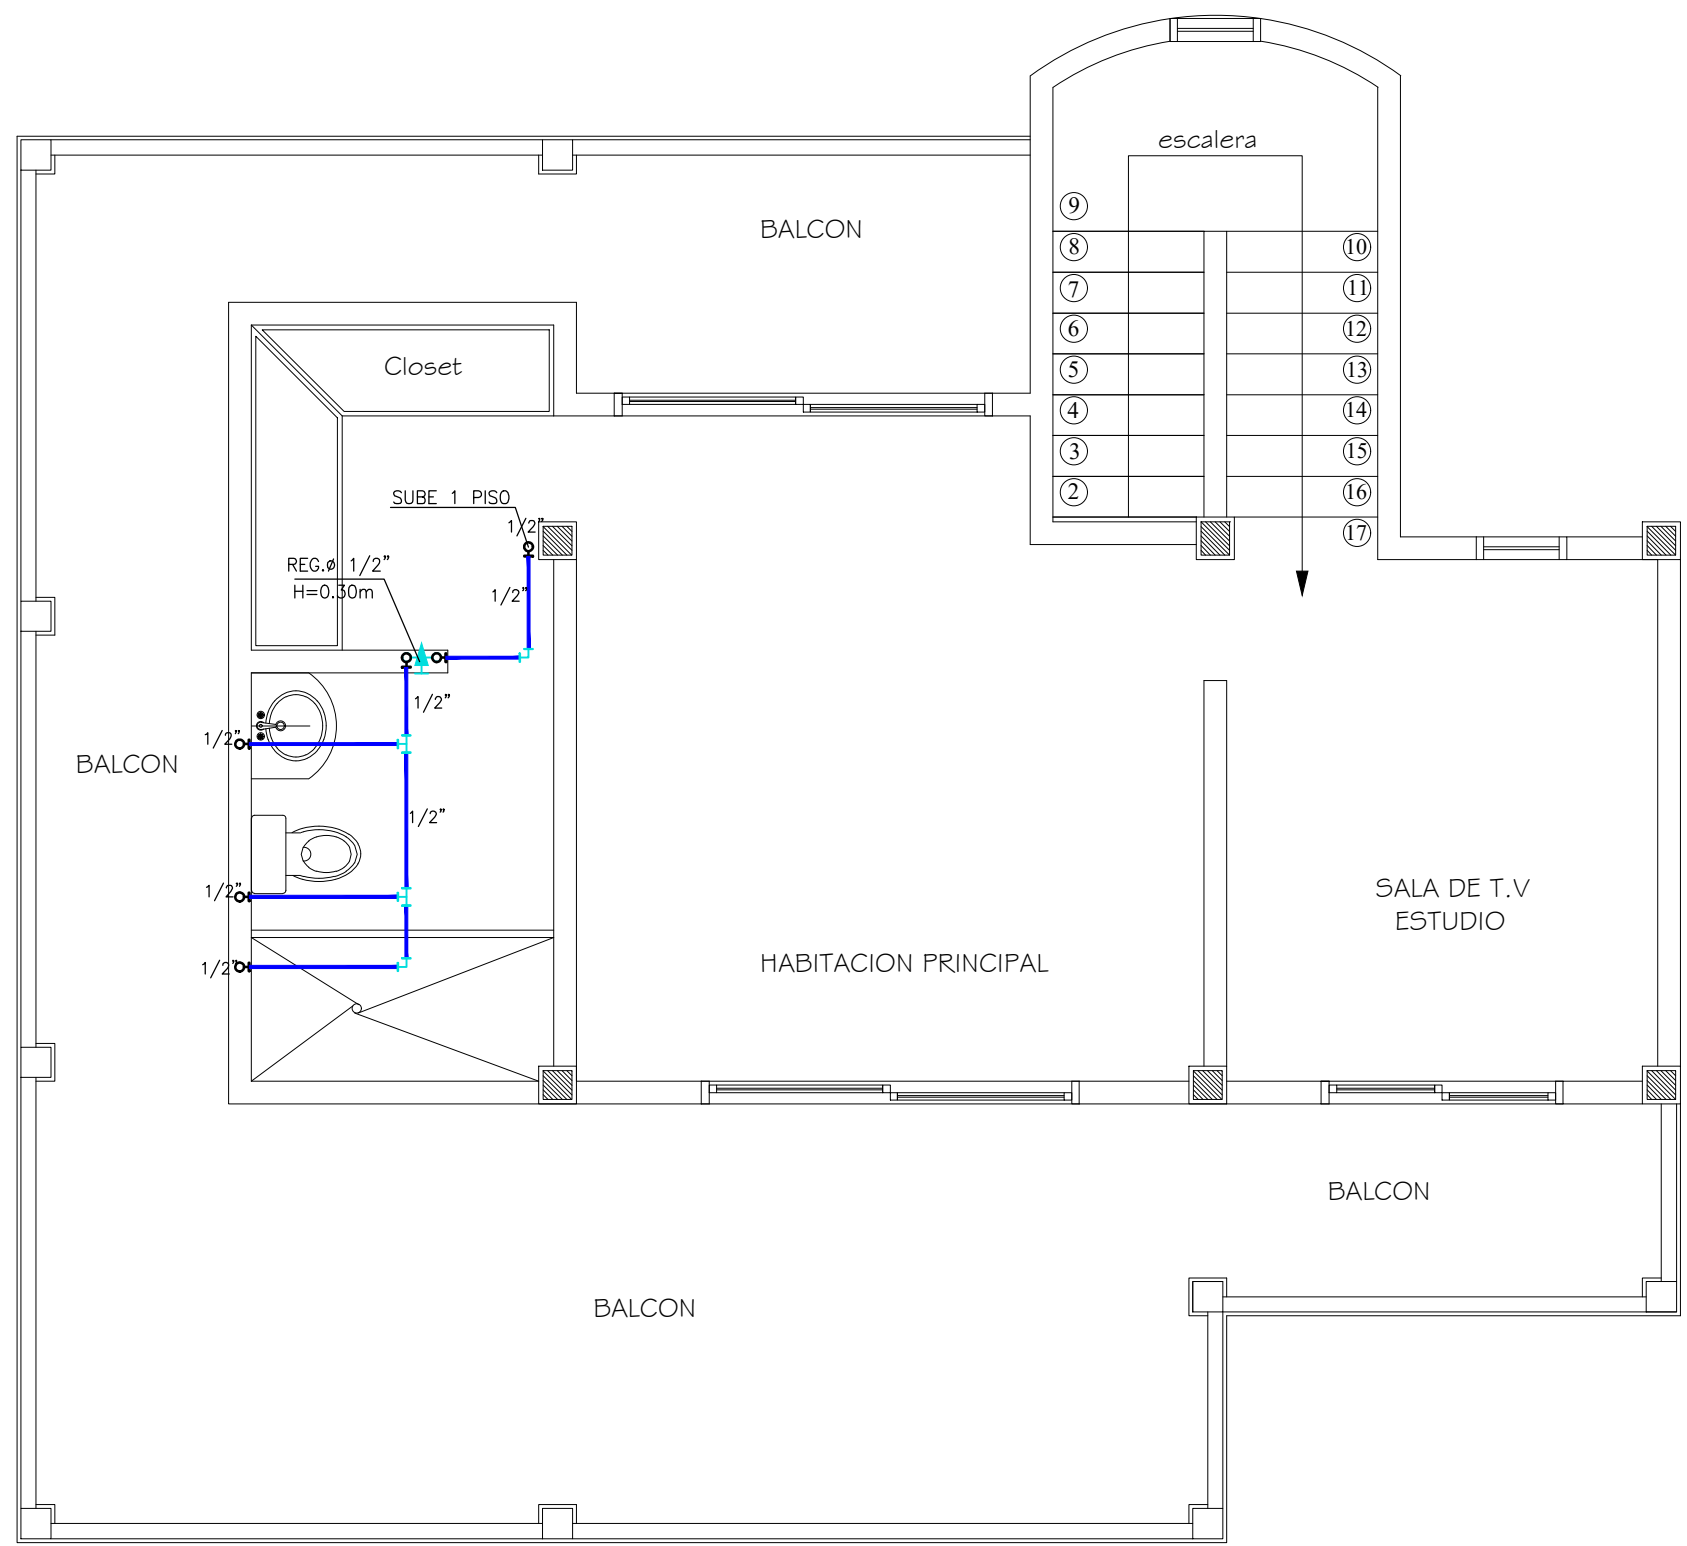 escalera
9
BALCON
8 10
7 11
6 12
Closet
5 13
4 14
3 15
2 16
SUBE 1 PISO
1/2"
17
REG.ø 1/2"
H=0.30m
1/2"
1/2"
1/2"
BALCON
1/2"
1/2"
SALA DE T.V
ESTUDIO
1/2"
HABITACION PRINCIPAL
BALCON
BALCON